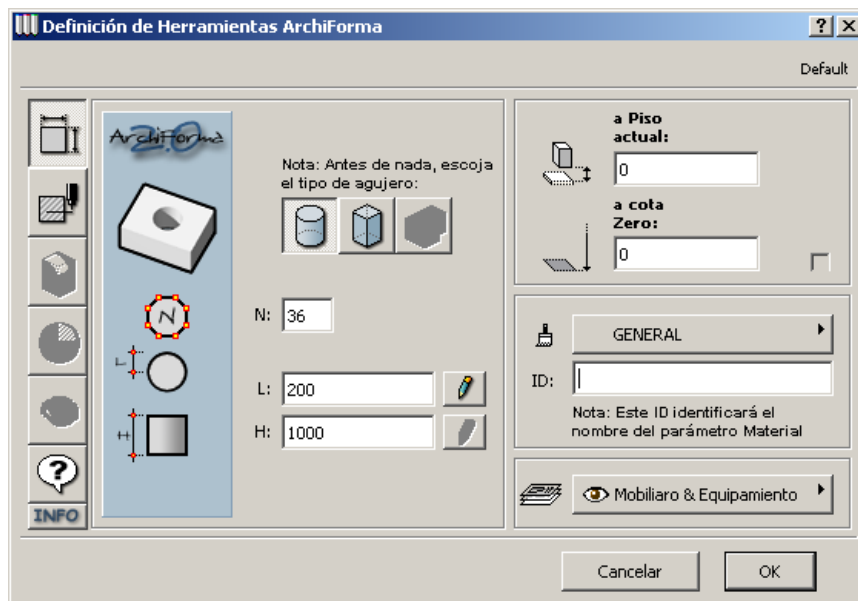 Definición de Herramientas ArchiForma
Default
ArchiForma
2.0
Nota: Antes de nada, escoja
el tipo de agujero:
N
N: 36
L
L: 200
H
H: 1000
INFO
a Piso
actual:
0
a cota
Zero:
0
GENERAL
ID:
Nota: Este ID identificará el
nombre del parámetro Material
Mobiliaro & Equipamiento
Cancelar
OK